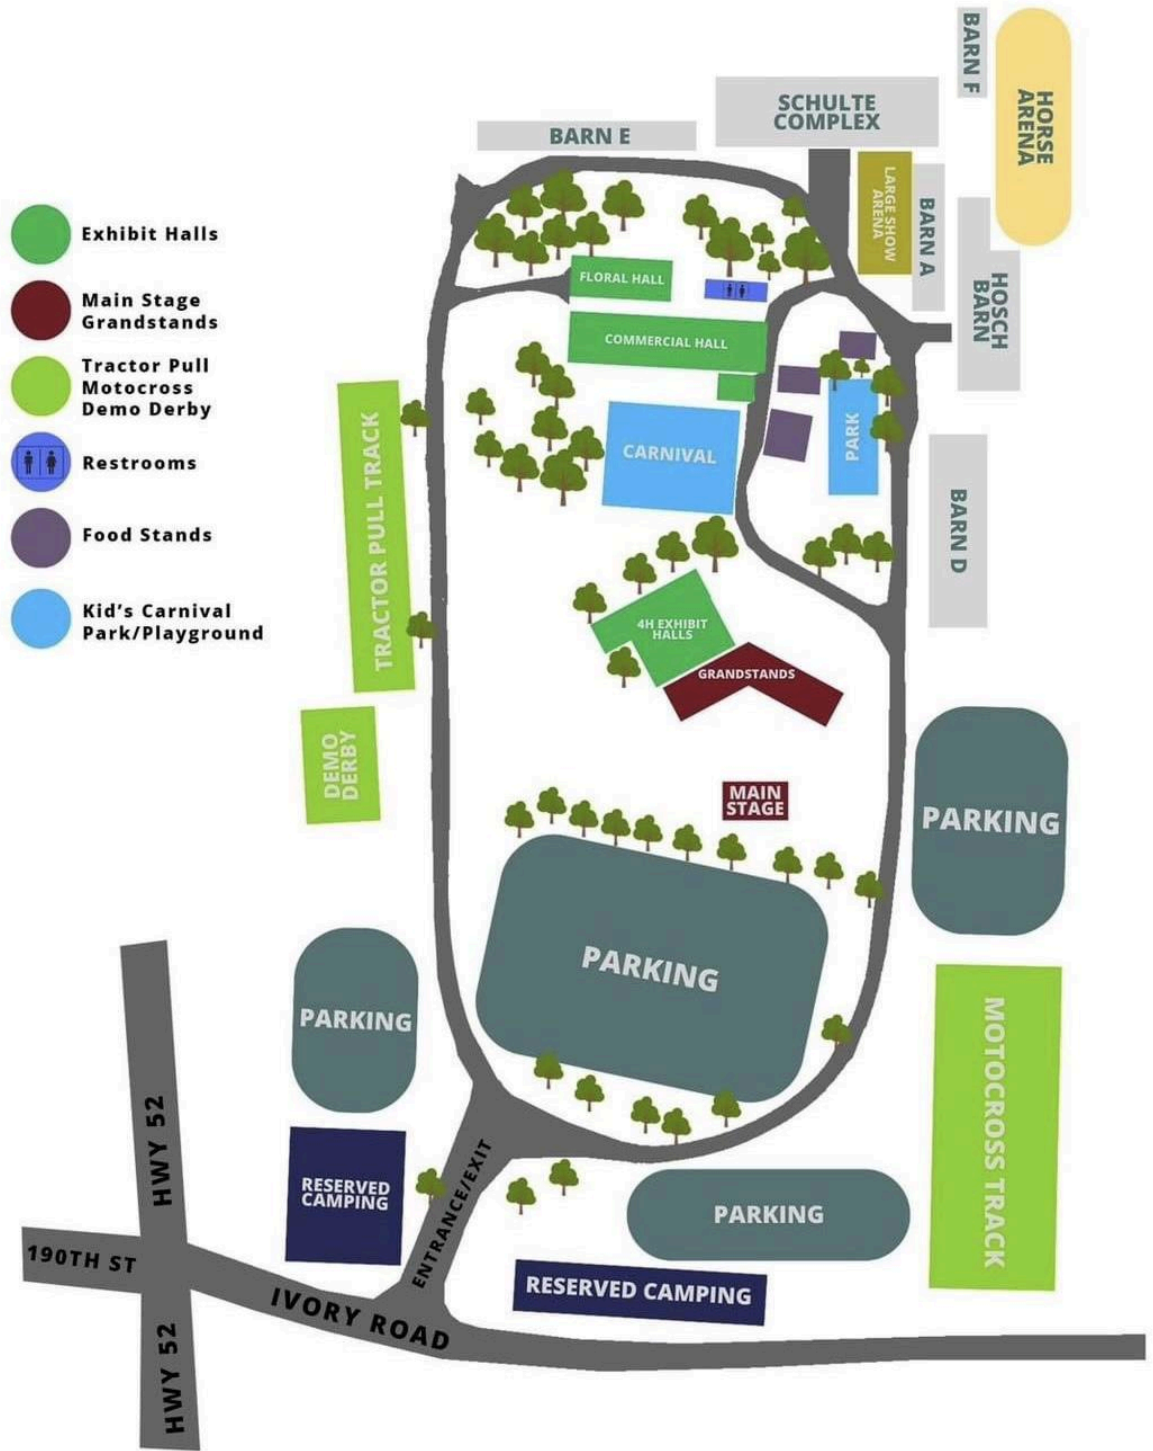 BARN F
HORSE
ARENA
SCHULTE
COMPLEX
BARN E
LARGE SHOW
ARENA
BARN A
HOSCH
BARN
Exhibit Halls
Main Stage
Grandstands
Tractor Pull
Motocross
Demo Derby
Restrooms
Food Stands
Kid's Carnival
Park/Playground
FLORAL HALL
COMMERCIAL HALL
CARNIVAL
PARK
BARN D
TRACTOR PULL TRACK
4H EXHIBIT
HALLS
GRANDSTANDS
DEMO
DERBY
MAIN
STAGE
PARKING
PARKING
PARKING
MOTOCROSS TRACK
HWY 52
RESERVED
CAMPING
ENTRANCE/EXIT
PARKING
190TH ST
IVORY ROAD
RESERVED CAMPING
HWY 52